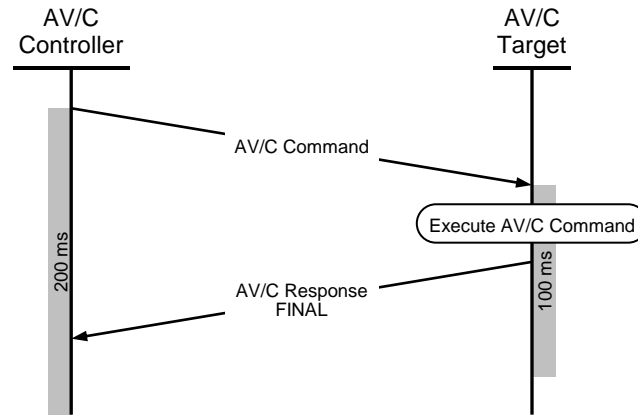 AV/C
Controller
AV/C
Target
AV/C Command
Execute AV/C Command
200 ms
100 ms
AV/C Response
FINAL